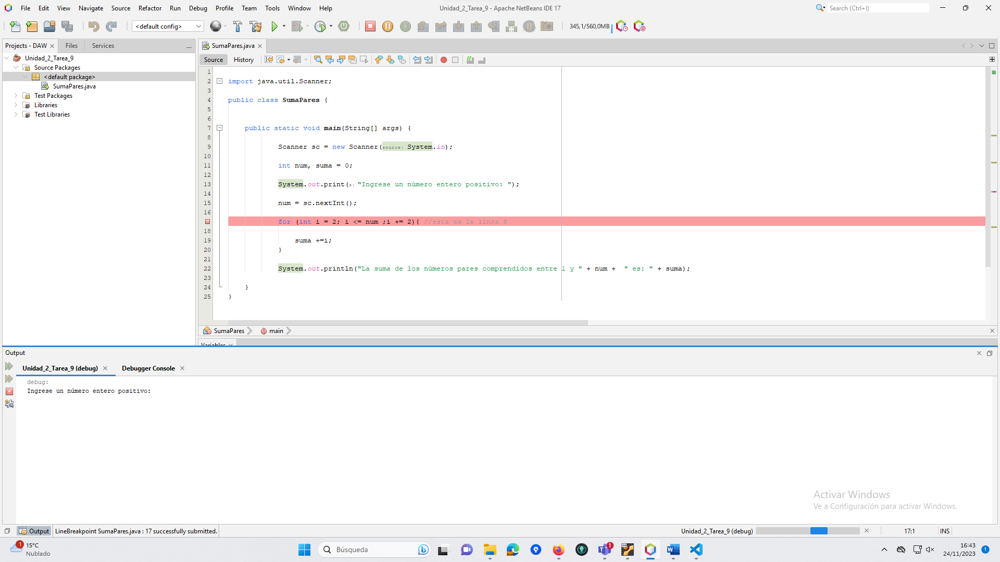 File Edit View Navigate Source Refactor Run Debug Profile Team Tools Window Help
Unidad_2_Tarea_9 - Apache NetBeans IDE 17
Search (Ctrl+I)
<default config>
345,1/560,0MB
Projects - DAW
Files
Services
SumaPares.java
Unidad_2_Tarea_9
Source Packages
<default package>
SumaPares.java
Test Packages
Libraries
Test Libraries
Source
History
1
2 import java.util.Scanner;
3
4 public class SumaPares {
5
6
7 public static void main(String[] args) {
8
9 Scanner sc = new Scanner(source: System.in);
10
11 int num, suma = 0;
12
13 System.out.print(s: "Ingrese un número entero positivo: ");
14
15 num = sc.nextInt();
16
for (int i = 2; i <= num ;i += 2){ //esta es la linea 8
18
19 suma +=i;
20 }
21
22 System.out.println("La suma de los números pares comprendidos entre 1 y " + num + " es: " + suma);
23
24 }
25 }
SumaPares
main
Variables
Output
Unidad_2_Tarea_9 (debug)
Debugger Console
debug:
Ingrese un número entero positivo:
Activar Windows
Ve a Configuración para activar Windows.
Output
LineBreakpoint SumaPares.java : 17 successfully submitted.
Unidad_2_Tarea_9 (debug)
17:1
INS
1
15°C
Nublado
Búsqueda
1
64
16:43
24/11/2023
1